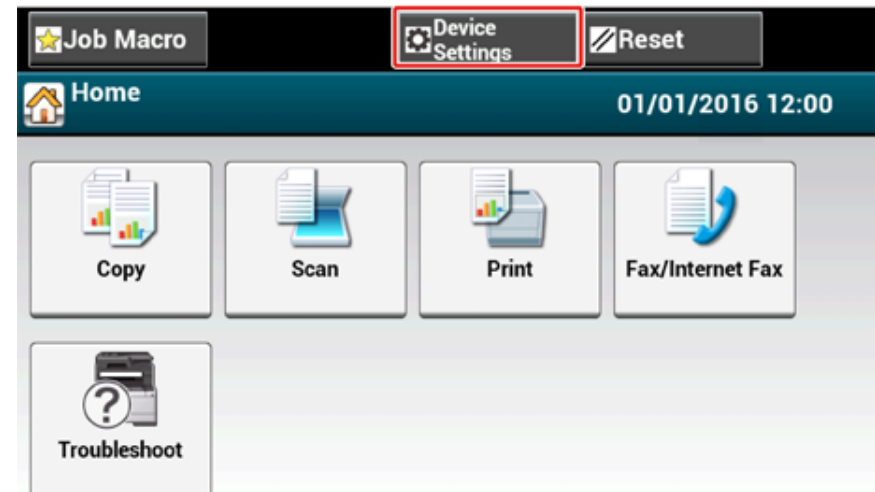 Job Macro
Device
Settings
Reset
Home
01/01/2016 12:00
Copy
Scan
Print
Fax/Internet Fax
Troubleshoot